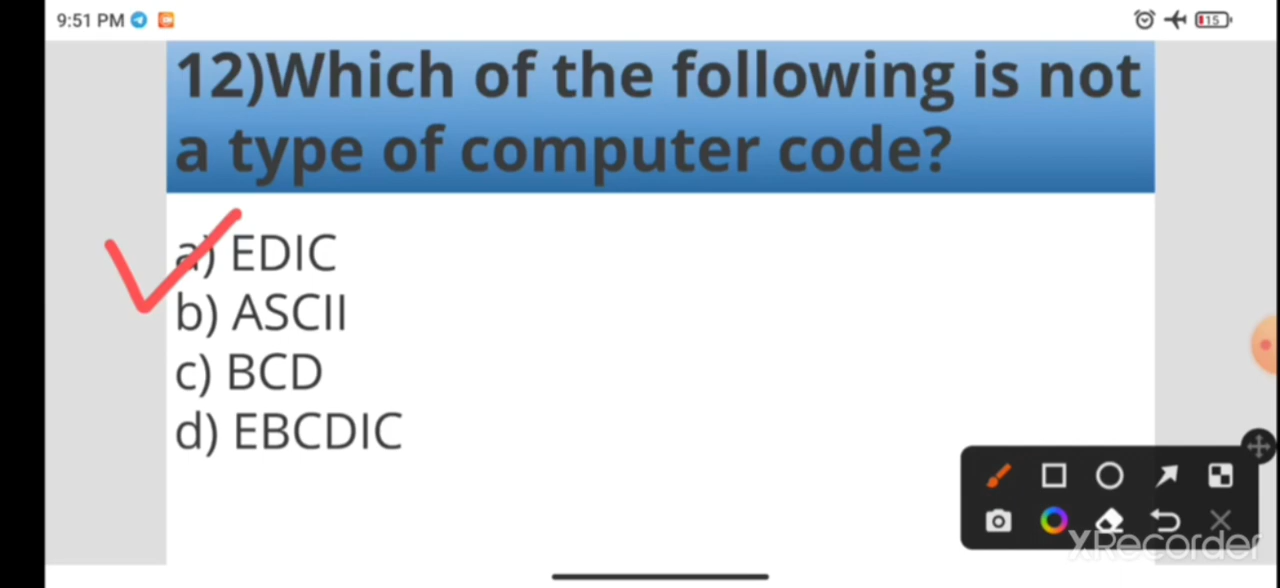 9:51 PM
15
12)Which of the following is not
a type of computer code?
a) EDIC
b) ASCII
c) BCD
d) EBCDIC
XRecorder